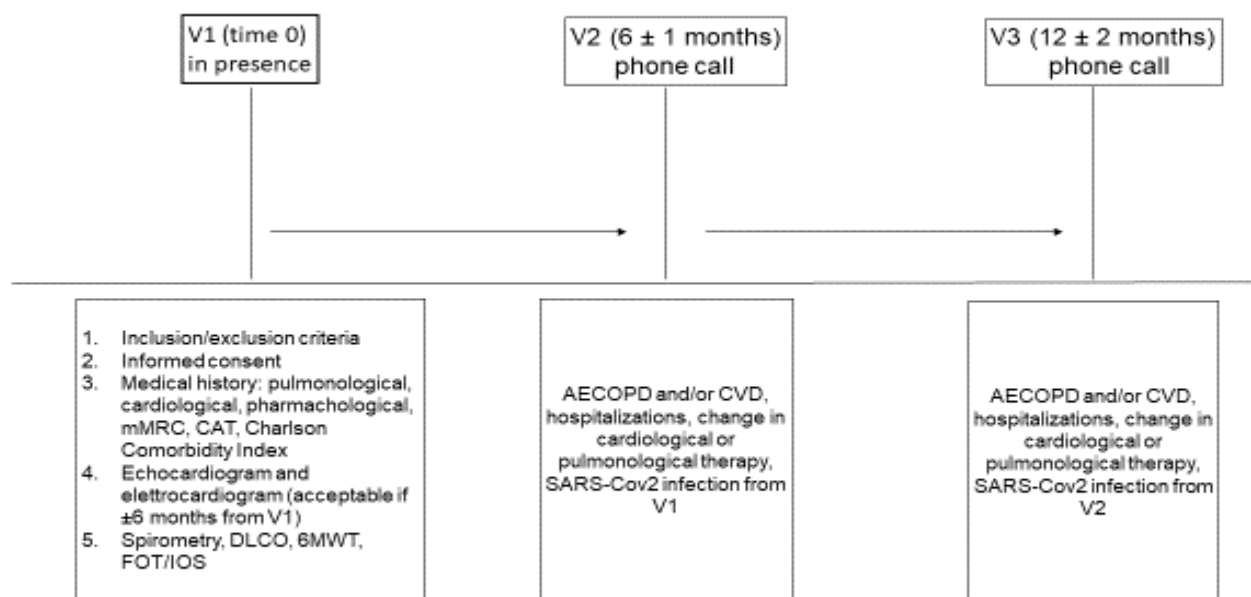 V1 (time 0)
in presence
V2 (6 ± 1 months)
phone call
V3 (12 ± 2 months)
phone call
1. Inclusion/exclusion criteria
2. Informed consent
3. Medical history: pulmonological,
cardiological, pharmachological,
mMRC, CAT, Charlson
Comorbidity Index
4. Echocardiogram and
elettrocardiogram (acceptable if
±6 months from V1)
5. Spirometry, DLCO, 6MWT,
FOT/IOS
AECOPD and/or CVD,
hospitalizations, change in
cardiological or
pulmonological therapy,
SARS-Cov2 infection from
V1
AECOPD and/or CVD,
hospitalizations, change in
cardiological or
pulmonological therapy,
SARS-Cov2 infection from
V2